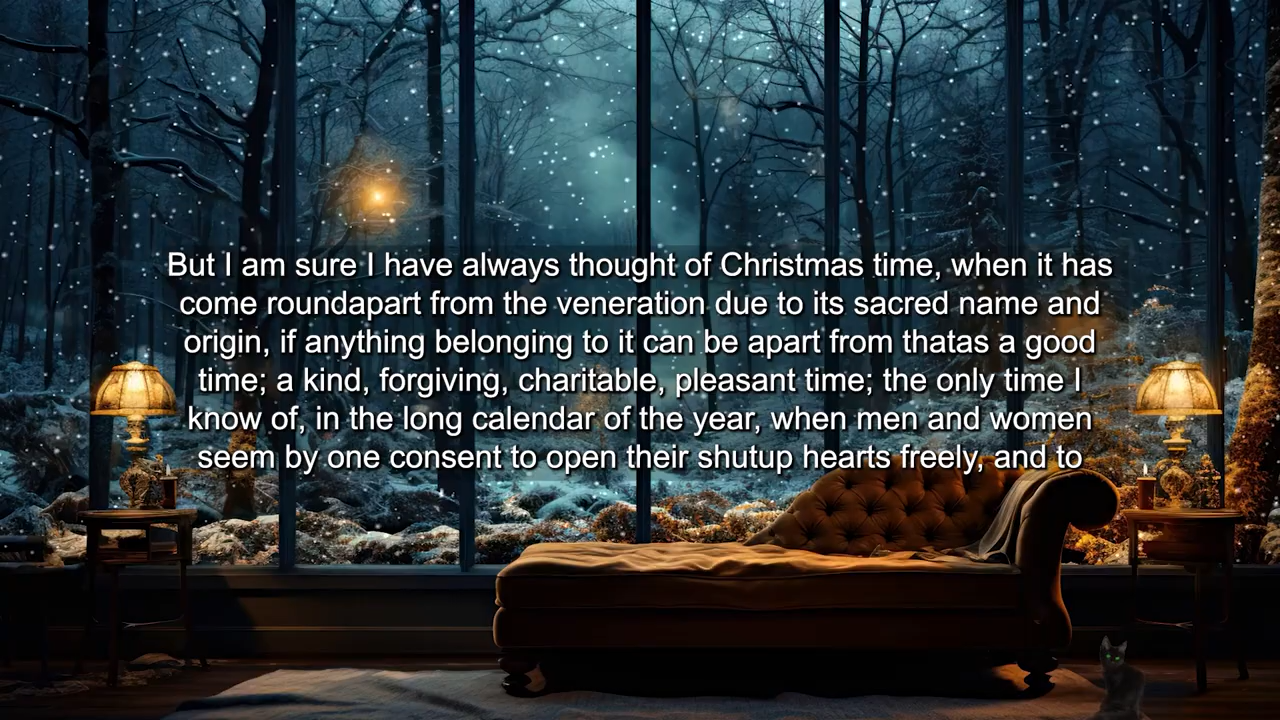 But I am sure I have always thought of Christmas time, when it has
come roundapart from the veneration due to its sacred name and
origin, if anything belonging to it can be apart from thatas a good
time; a kind, forgiving, charitable, pleasant time; the only time I
know of, in the long calendar of the year, when men and women
seem by one consent to open their shutup hearts freely, and to